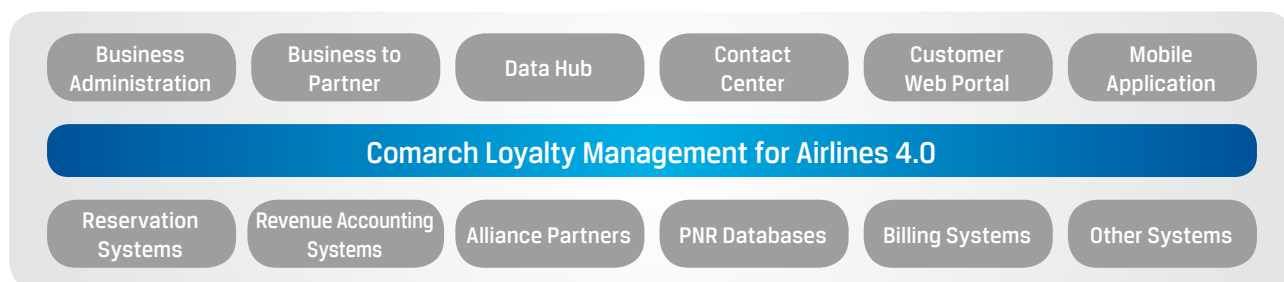 Business
Administration
Business to
Partner
Data Hub
Contact
Center
Customer
Web Portal
Mobile
Application
Comarch Loyalty Management for Airlines 4.0
Reservation
Systems
Revenue Accounting
Systems
Alliance Partners
PNR Databases
Billing Systems
Other Systems